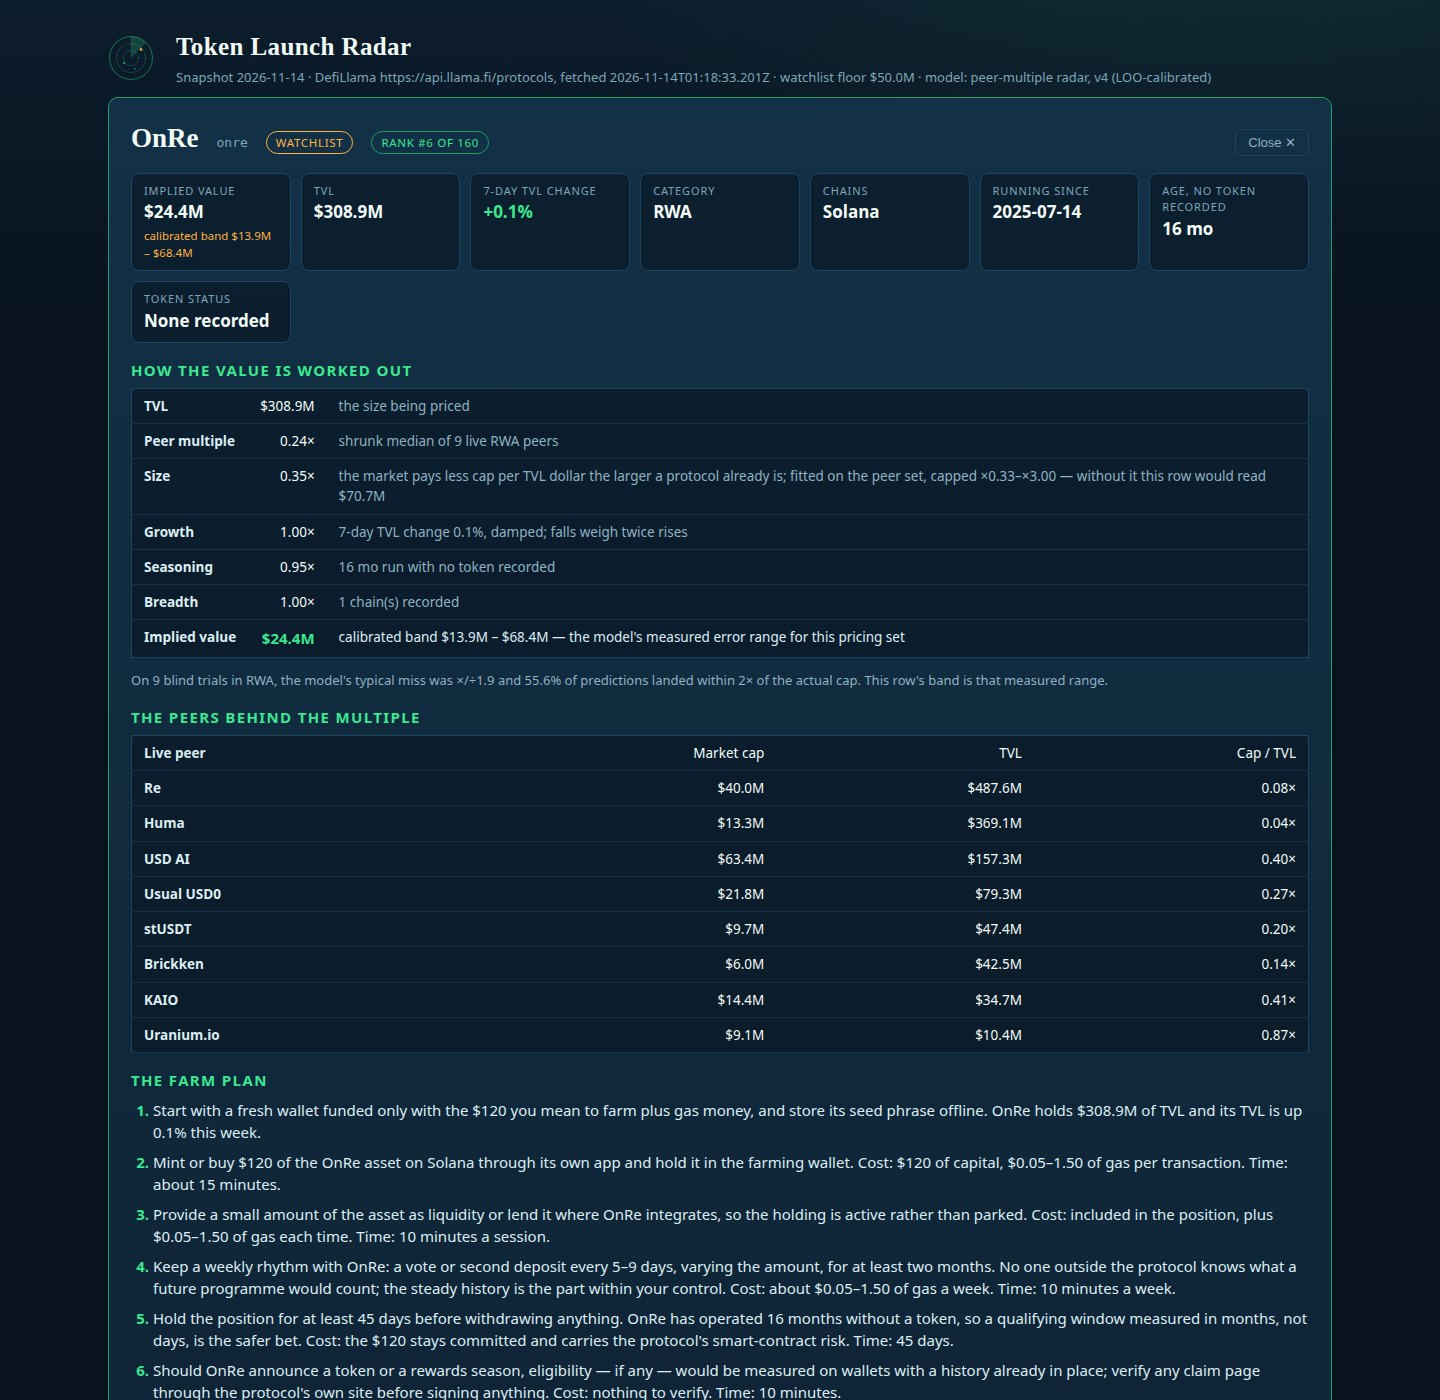 Token Launch Radar
Snapshot 2026-11-14 · DefiLlama https://api.llama.fi/protocols, fetched 2026-11-14T01:18:33.201Z · watchlist floor $50.0M · model: peer-multiple radar, v4 (LOO-calibrated)
OnRe onre WATCHLIST RANK #6 OF 160 Close ✕
IMPLIED VALUE
$24.4M
calibrated band $13.9M
– $68.4M
TVL
$308.9M
7-DAY TVL CHANGE
+0.1%
CATEGORY
RWA
CHAINS
Solana
RUNNING SINCE
2025-07-14
AGE, NO TOKEN
RECORDED
16 mo
TOKEN STATUS
None recorded
HOW THE VALUE IS WORKED OUT
TVL $308.9M the size being priced
Peer multiple 0.24× shrunk median of 9 live RWA peers
Size 0.35× the market pays less cap per TVL dollar the larger a protocol already is; fitted on the peer set, capped ×0.33–×3.00 — without it this row would read
$70.7M
Growth 1.00× 7-day TVL change 0.1%, damped; falls weigh twice rises
Seasoning 0.95× 16 mo run with no token recorded
Breadth 1.00× 1 chain(s) recorded
Implied value $24.4M calibrated band $13.9M – $68.4M — the model's measured error range for this pricing set
On 9 blind trials in RWA, the model's typical miss was ×/÷1.9 and 55.6% of predictions landed within 2× of the actual cap. This row's band is that measured range.
THE PEERS BEHIND THE MULTIPLE
Live peer Market cap TVL Cap / TVL
Re $40.0M $487.6M 0.08×
Huma $13.3M $369.1M 0.04×
USD AI $63.4M $157.3M 0.40×
Usual USD0 $21.8M $79.3M 0.27×
stUSDT $9.7M $47.4M 0.20×
Brickken $6.0M $42.5M 0.14×
KAIO $14.4M $34.7M 0.41×
Uranium.io $9.1M $10.4M 0.87×
THE FARM PLAN
1. Start with a fresh wallet funded only with the $120 you mean to farm plus gas money, and store its seed phrase offline. OnRe holds $308.9M of TVL and its TVL is up
0.1% this week.
2. Mint or buy $120 of the OnRe asset on Solana through its own app and hold it in the farming wallet. Cost: $120 of capital, $0.05–1.50 of gas per transaction. Time:
about 15 minutes.
3. Provide a small amount of the asset as liquidity or lend it where OnRe integrates, so the holding is active rather than parked. Cost: included in the position, plus
$0.05–1.50 of gas each time. Time: 10 minutes a session.
4. Keep a weekly rhythm with OnRe: a vote or second deposit every 5–9 days, varying the amount, for at least two months. No one outside the protocol knows what a
future programme would count; the steady history is the part within your control. Cost: about $0.05–1.50 of gas a week. Time: 10 minutes a week.
5. Hold the position for at least 45 days before withdrawing anything. OnRe has operated 16 months without a token, so a qualifying window measured in months, not
days, is the safer bet. Cost: the $120 stays committed and carries the protocol's smart-contract risk. Time: 45 days.
6. Should OnRe announce a token or a rewards season, eligibility — if any — would be measured on wallets with a history already in place; verify any claim page
through the protocol's own site before signing anything. Cost: nothing to verify. Time: 10 minutes.